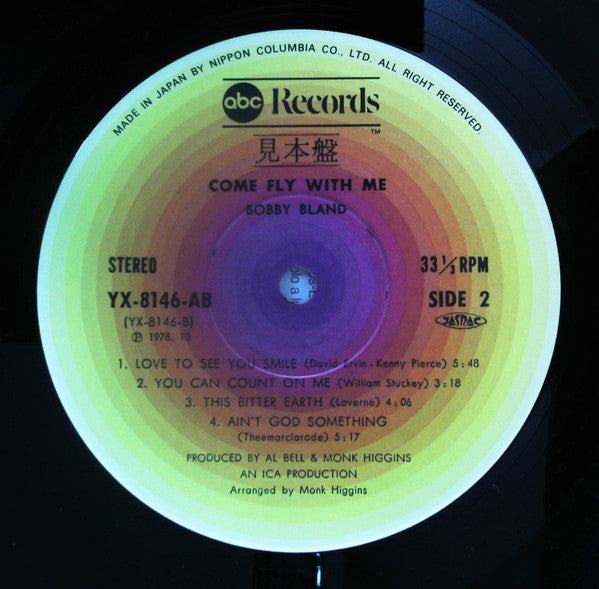 MADE IN JAPAN BY NIPPON COLUMBIA CO., LTD. ALL RIGHT RESERVED.
abc Records
TM
見本盤
COME FLY WITH ME
BOBBY BLAND
STEREO 33 1/3 RPM
YX-8146-AB SIDE 2
(YX-8146-B) JASRAC
Ⓟ 1978. 10
1. LOVE TO SEE YOU SMILE (David Ervin · Kenny Pierce) 5:48
2. YOU CAN COUNT ON ME (William Stuckey) 3:18
3. THIS BITTER EARTH (Laverne) 4:06
4. AIN'T GOD SOMETHING
(Theemarclarade) 5:17
PRODUCED BY AL BELL & MONK HIGGINS
AN ICA PRODUCTION
Arranged by Monk Higgins